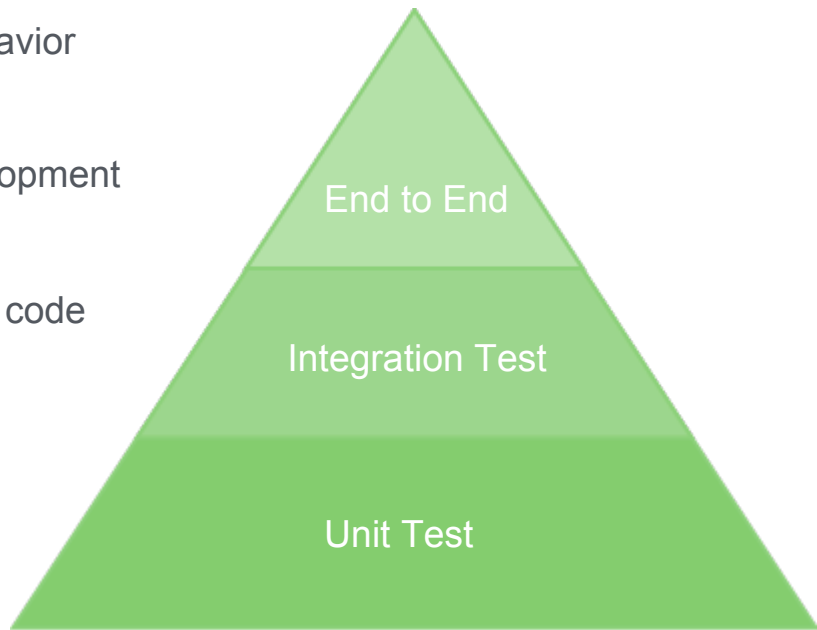 avior
opment
End to End
code
Integration Test
Unit Test